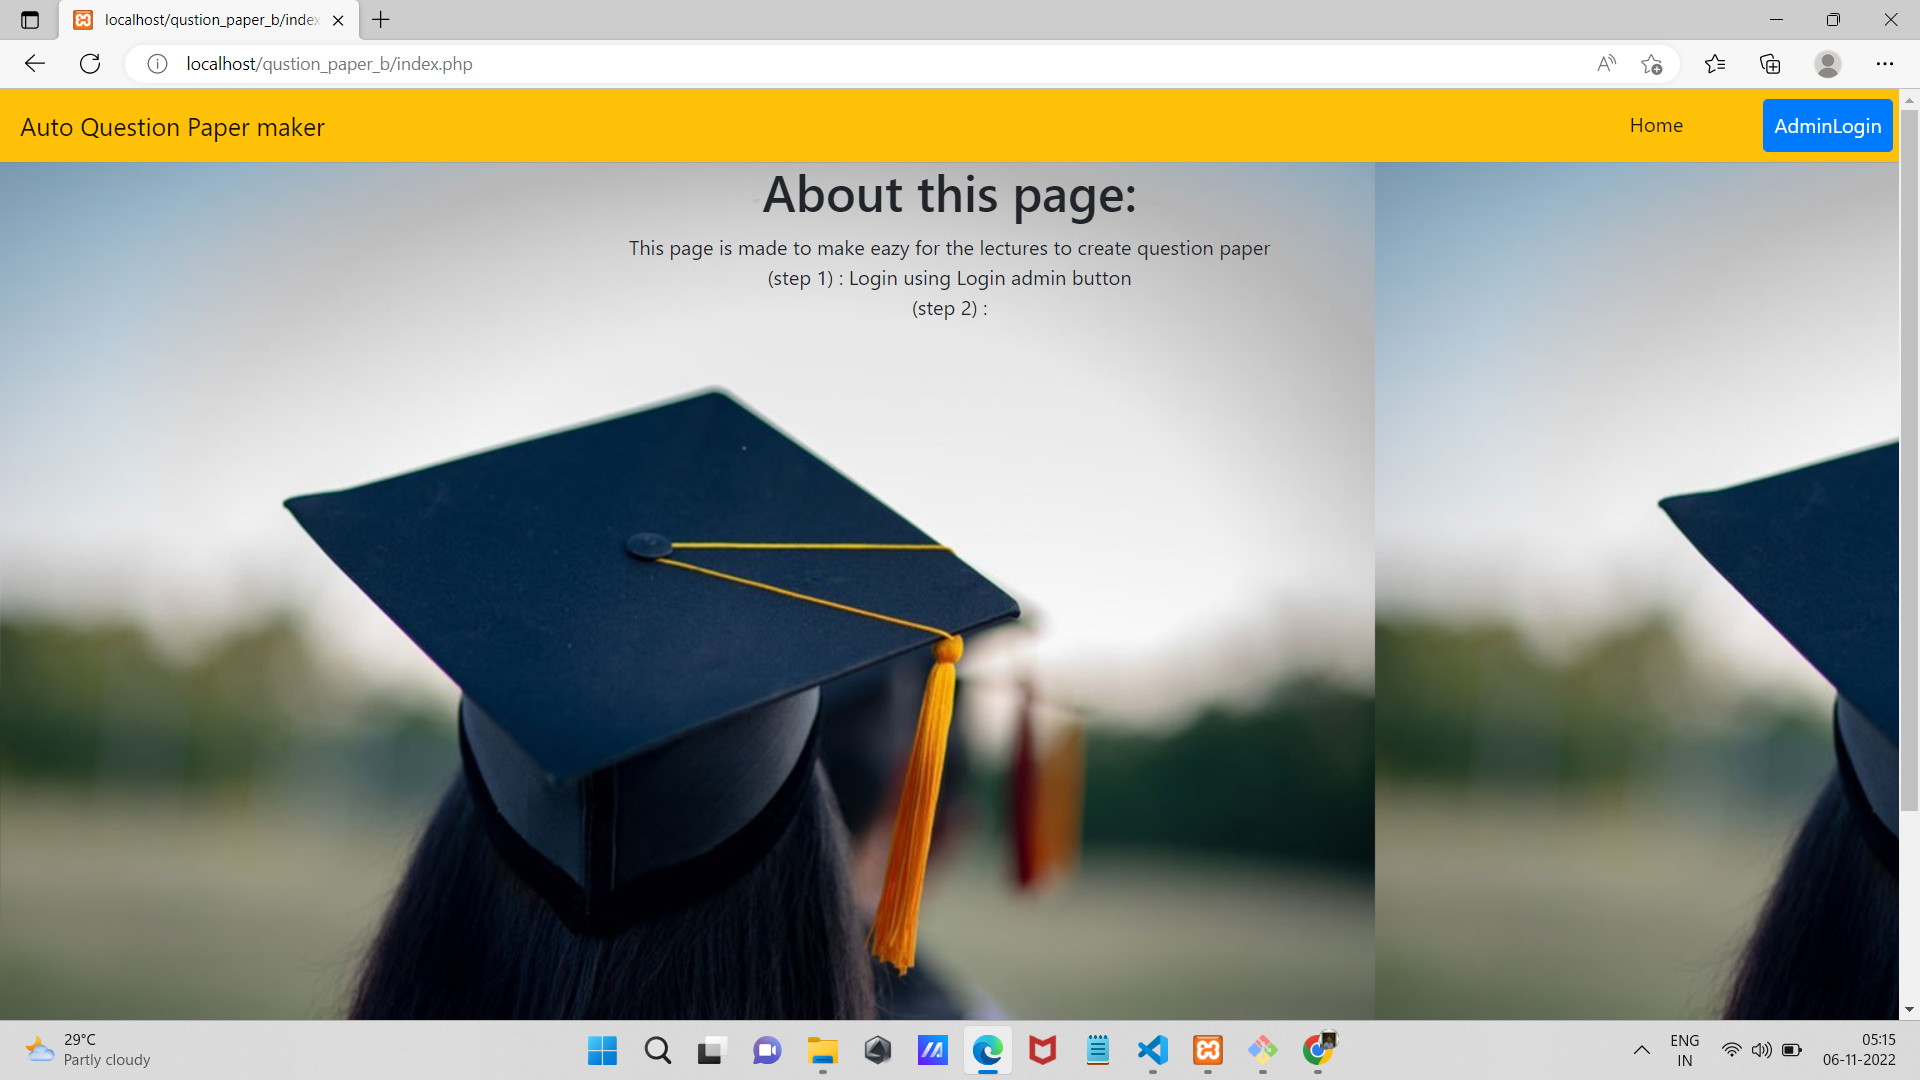 localhost/qustion_paper_b/index
localhost/qustion_paper_b/index.php
Auto Question Paper maker
Home
AdminLogin
About this page:
This page is made to make eazy for the lectures to create question paper
(step 1) : Login using Login admin button
(step 2) :
29°C
Partly cloudy
ENG
IN
05:15
06-11-2022